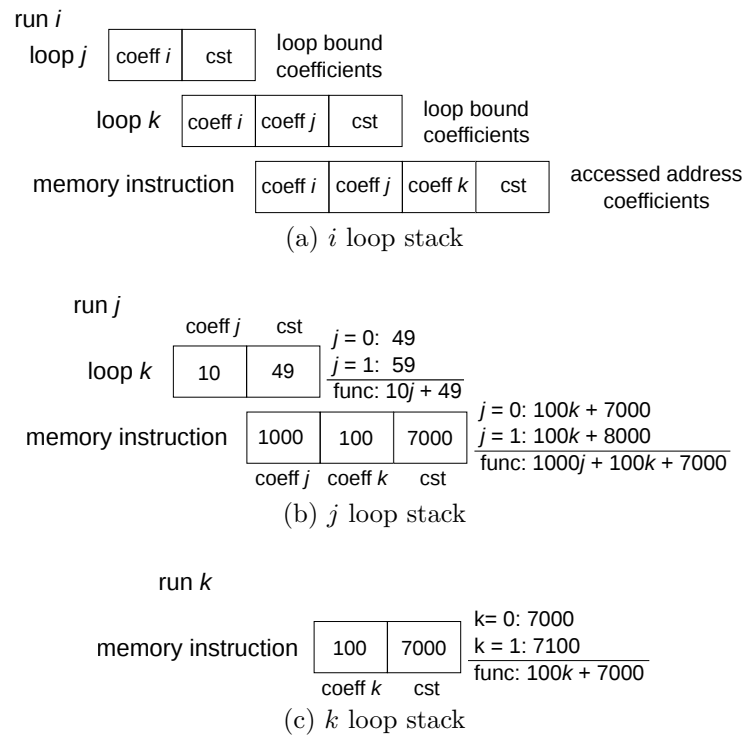 run i
loop j
coeff i
cst
loop bound
coefficients
loop k
coeff i
coeff j
cst
loop bound
coefficients
memory instruction
coeff i
coeff j
coeff k
cst
accessed address
coefficients
(a) i loop stack
run j
coeff j
cst
j = 0: 49
j = 1: 59
func: 10j + 49
loop k
10
49
j = 0: 100k + 7000
j = 1: 100k + 8000
func: 1000j + 100k + 7000
memory instruction
1000
100
7000
coeff j
coeff k
cst
(b) j loop stack
run k
memory instruction
100
7000
k= 0: 7000
k = 1: 7100
func: 100k + 7000
coeff k
cst
(c) k loop stack